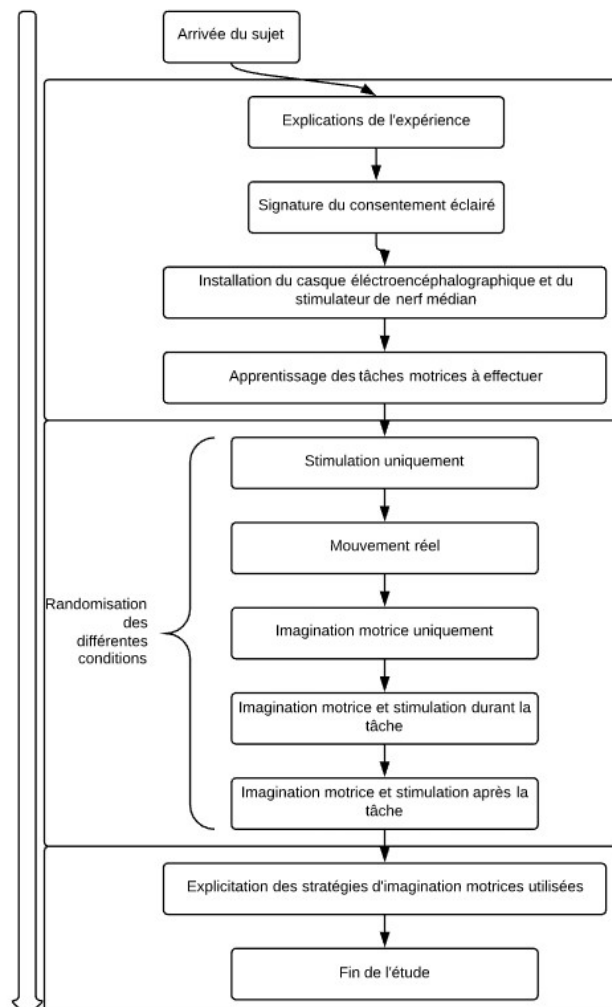 Arrivée du sujet
Explications de l'expérience
Signature du consentement éclairé
Installation du casque éléctroencéphalographique et du
stimulateur de nerf médian
Apprentissage des tâches motrices à effectuer
Stimulation uniquement
Mouvement réel
Randomisation
des
différentes
conditions
Imagination motrice uniquement
Imagination motrice et stimulation durant la
tâche
Imagination motrice et stimulation après la
tâche
Explicitation des stratégies d'imagination motrices utilisées
Fin de l'étude